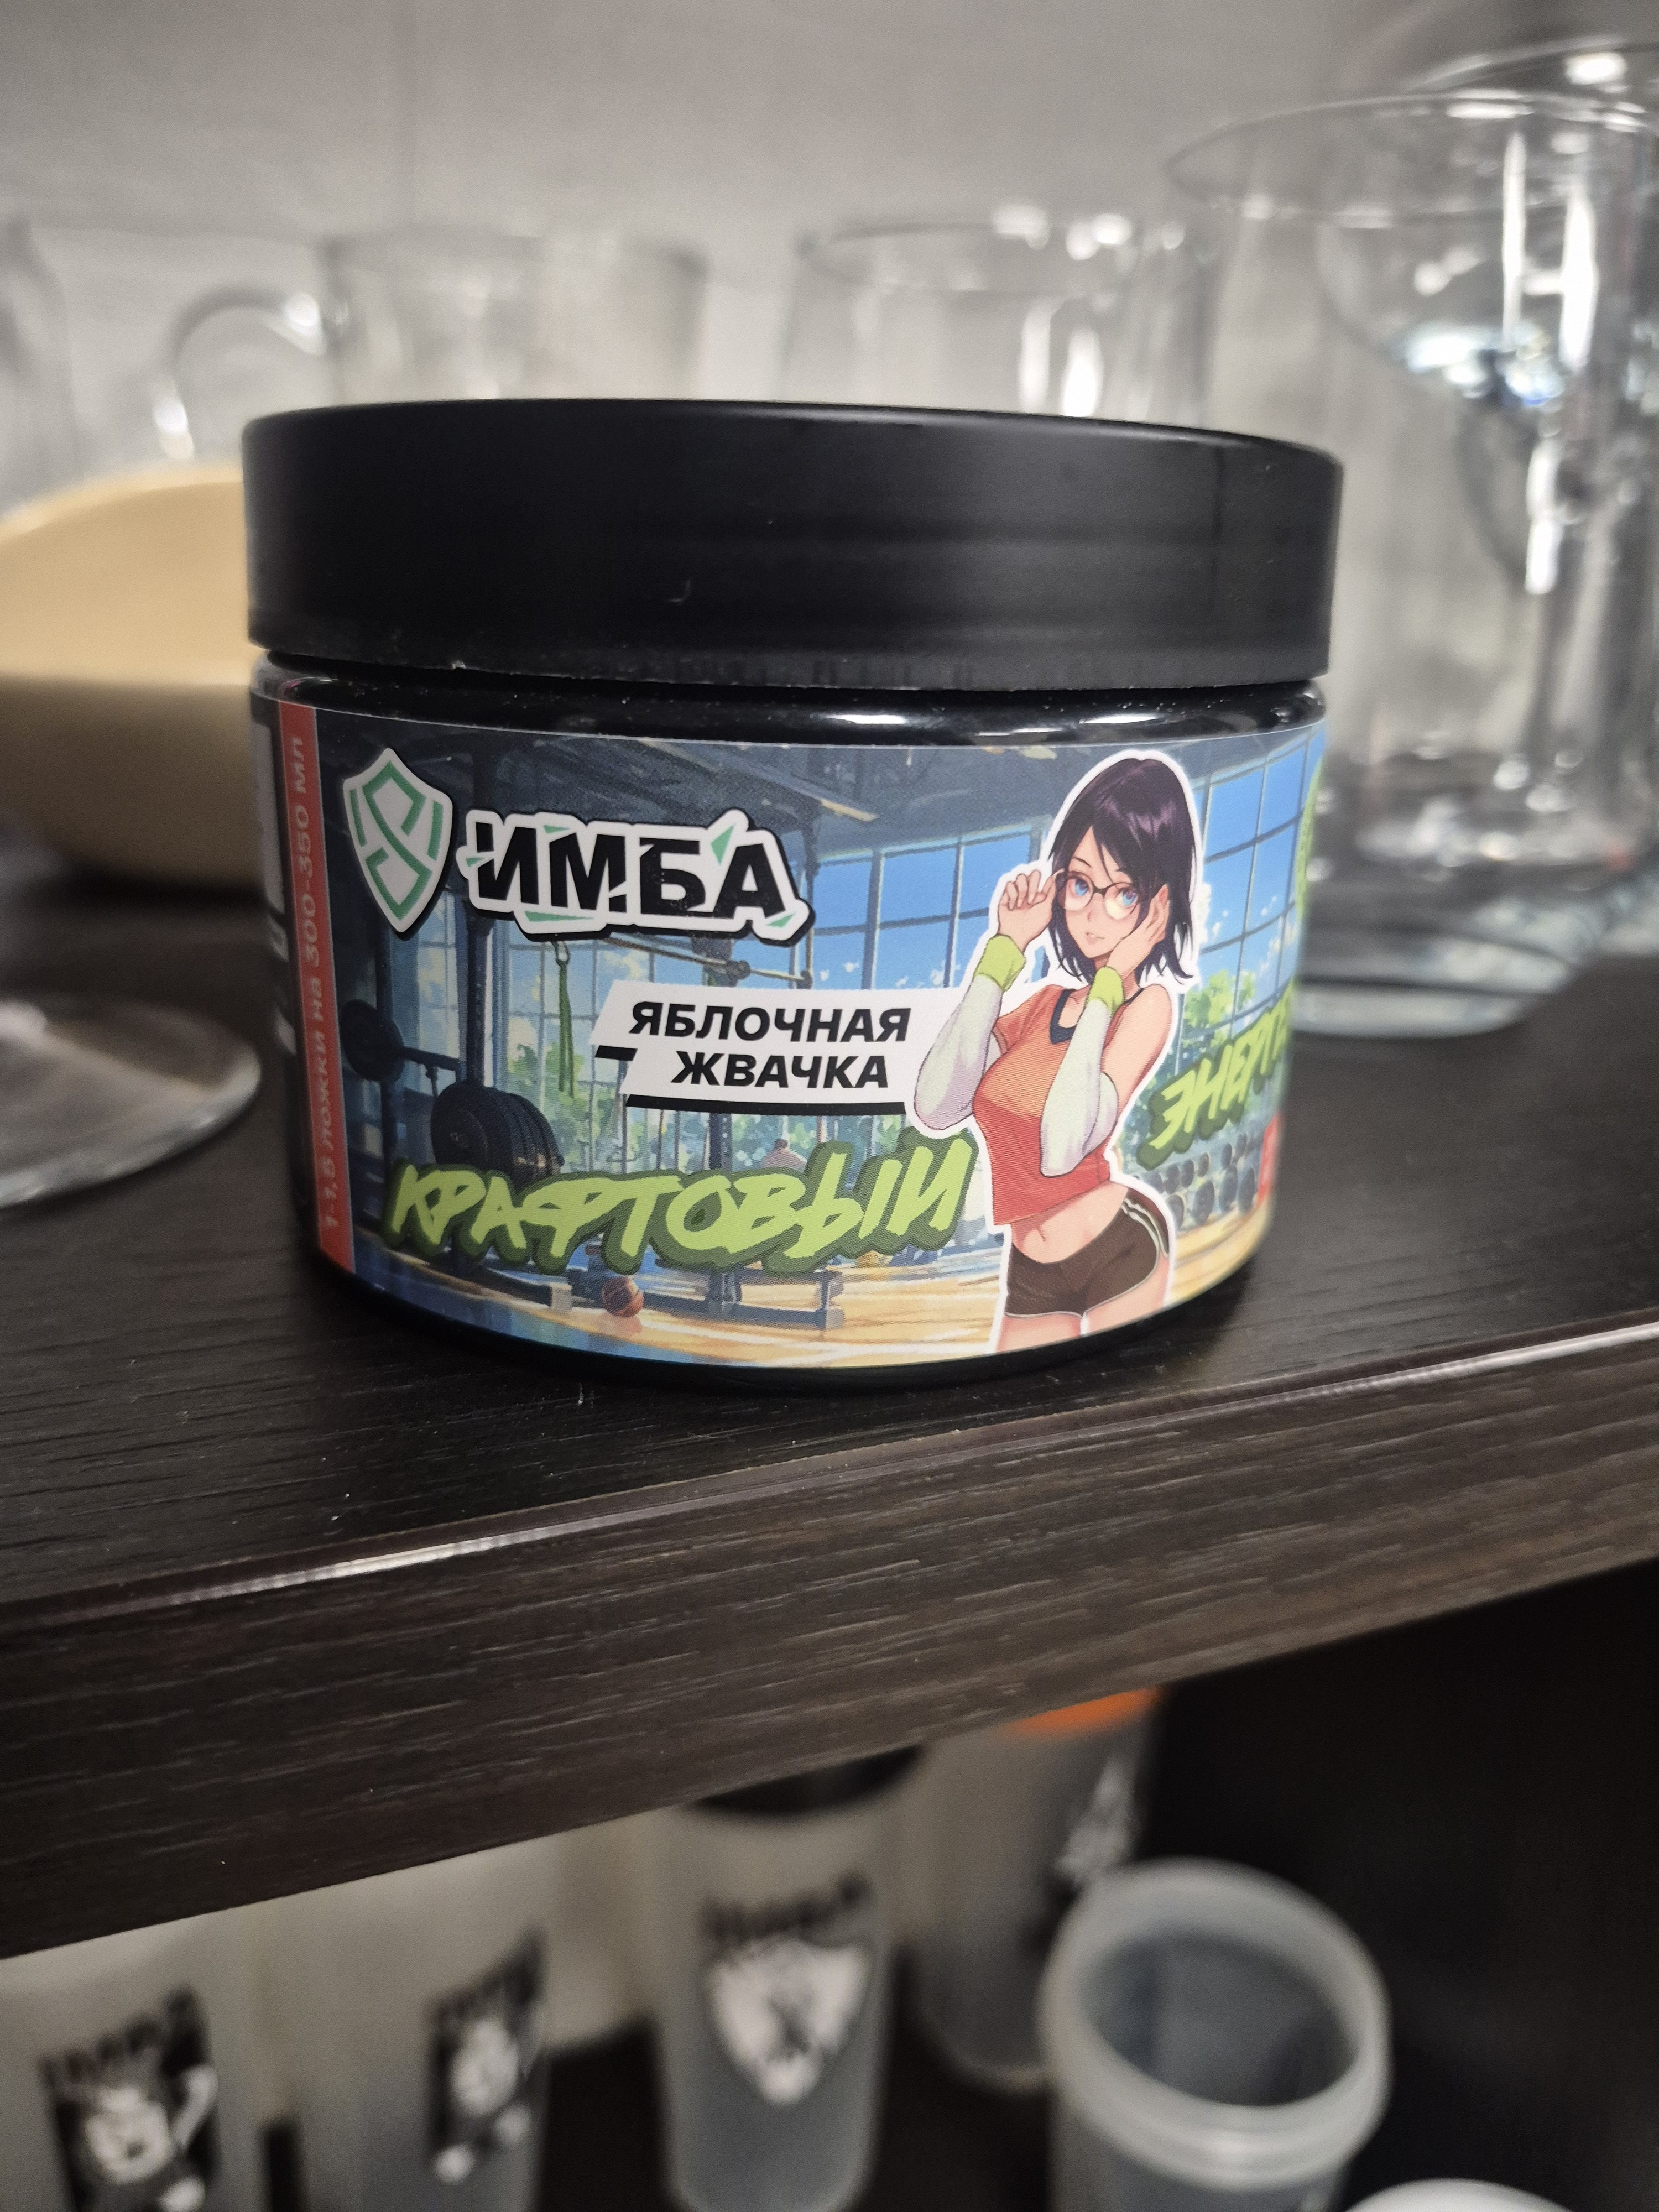 1-1,5 ложки на 300-350 мл
ИМБА
ЯБЛОЧНАЯ
ЖВАЧКА
КРАФТОВЫЙ